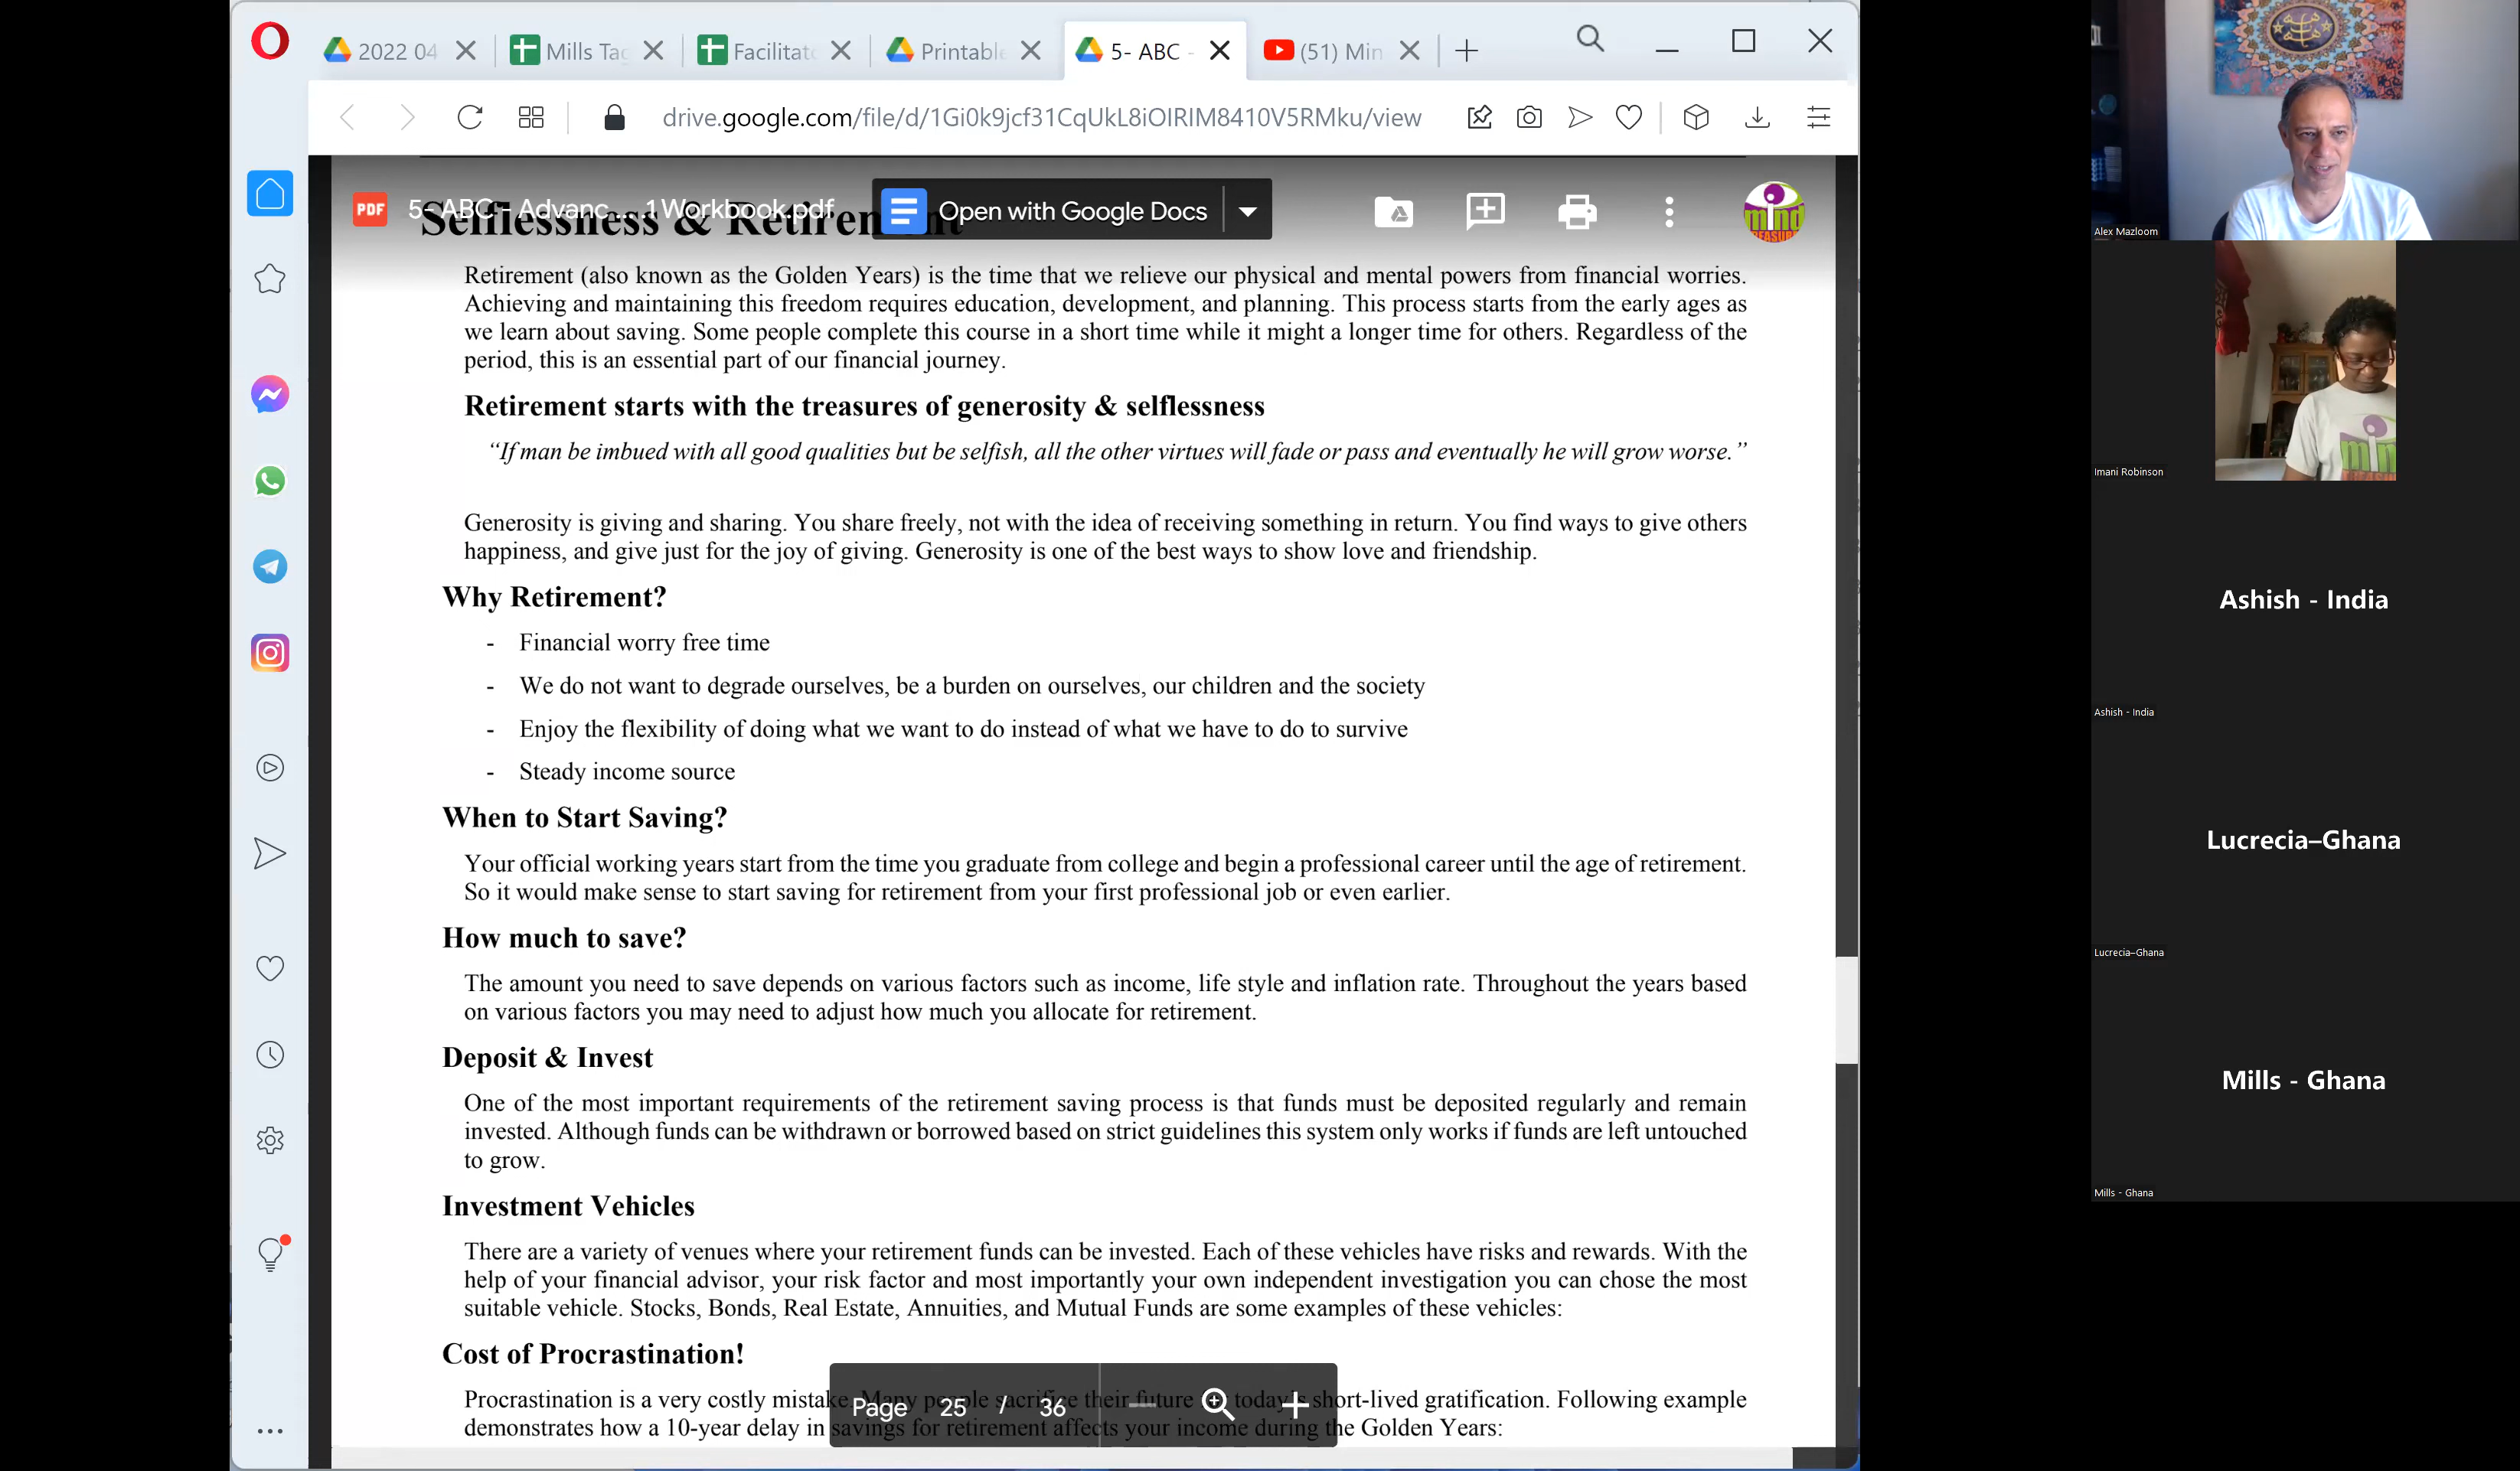 2022 04
Mills Tac
Facilitato
Printable
5- ABC -
(51) Min
drive.google.com/file/d/1Gi0k9jcf31CqUkL8iOIRIM8410V5RMku/view
PDF
5- ABC - Advanc ... .1 Workbook.pdf
Open with Google Docs
Selflessness & Retirement
Retirement (also known as the Golden Years) is the time that we relieve our physical and mental powers from financial worries.
Achieving and maintaining this freedom requires education, development, and planning. This process starts from the early ages as
we learn about saving. Some people complete this course in a short time while it might a longer time for others. Regardless of the
period, this is an essential part of our financial journey.
Retirement starts with the treasures of generosity & selflessness
“If man be imbued with all good qualities but be selfish, all the other virtues will fade or pass and eventually he will grow worse.”
Generosity is giving and sharing. You share freely, not with the idea of receiving something in return. You find ways to give others
happiness, and give just for the joy of giving. Generosity is one of the best ways to show love and friendship.
Why Retirement?
- Financial worry free time
- We do not want to degrade ourselves, be a burden on ourselves, our children and the society
- Enjoy the flexibility of doing what we want to do instead of what we have to do to survive
- Steady income source
When to Start Saving?
Your official working years start from the time you graduate from college and begin a professional career until the age of retirement.
So it would make sense to start saving for retirement from your first professional job or even earlier.
How much to save?
The amount you need to save depends on various factors such as income, life style and inflation rate. Throughout the years based
on various factors you may need to adjust how much you allocate for retirement.
Deposit & Invest
One of the most important requirements of the retirement saving process is that funds must be deposited regularly and remain
invested. Although funds can be withdrawn or borrowed based on strict guidelines this system only works if funds are left untouched
to grow.
Investment Vehicles
There are a variety of venues where your retirement funds can be invested. Each of these vehicles have risks and rewards. With the
help of your financial advisor, your risk factor and most importantly your own independent investigation you can chose the most
suitable vehicle. Stocks, Bonds, Real Estate, Annuities, and Mutual Funds are some examples of these vehicles:
Cost of Procrastination!
Procrastination is a very costly mistake. Many people sacrifice their future for today's short-lived gratification. Following example
demonstrates how a 10-year delay in savings for retirement affects your income during the Golden Years:
Page 25 / 36
mind
Alex Mazloom
mind
Imani Robinson
Ashish - India
Ashish - India
Lucrecia–Ghana
Lucrecia–Ghana
Mills - Ghana
Mills - Ghana